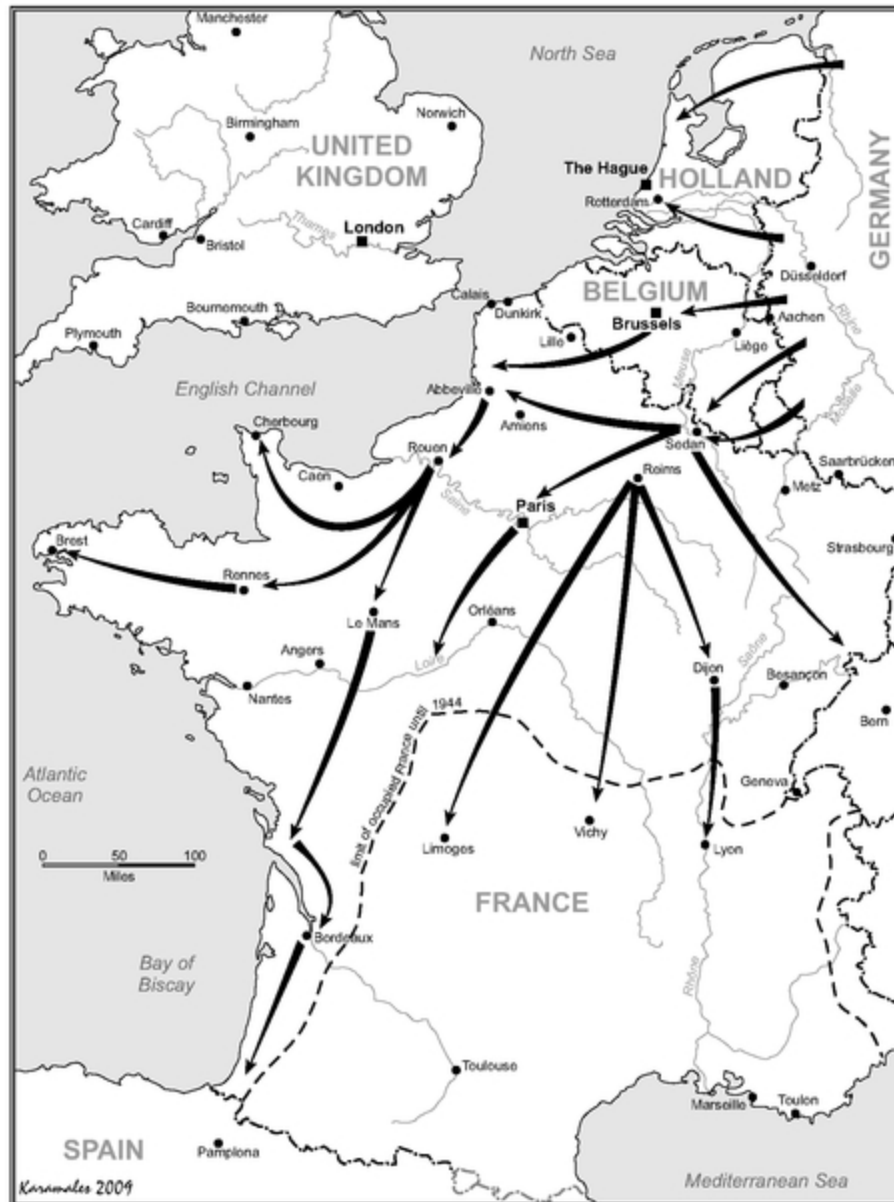 Manchester
North Sea
Norwich
Birmingham
UNITED
KINGDOM
GERMANY
The Hague
HOLLAND
Rotterdam
Thames
London
Cardiff
Bristol
Düsseldorf
Calais
Dunkirk
BELGIUM
Bournemouth
Brussels
Aachen
Rhine
Plymouth
Lille
Liège
Meuse
English Channel
Abbeville
Moselle
Cherbourg
Amiens
Sedan
Rouen
Reims
Saarbrücken
Caen
Metz
Seine
Paris
Brest
Strasbourg
Rennes
Le Mans
Orléans
Angers
Loire
Saône
Dijon
Besançon
Nantes
1944
Bern
limit of occupied France until
Atlantic
Ocean
Geneva
Vichy
Limoges
Lyon
0 50 100
Miles
FRANCE
Bordeaux
Bay of
Biscay
Rhône
Toulouse
Marseille
Toulon
SPAIN
Pamplona
Mediterranean Sea
Karamales 2009